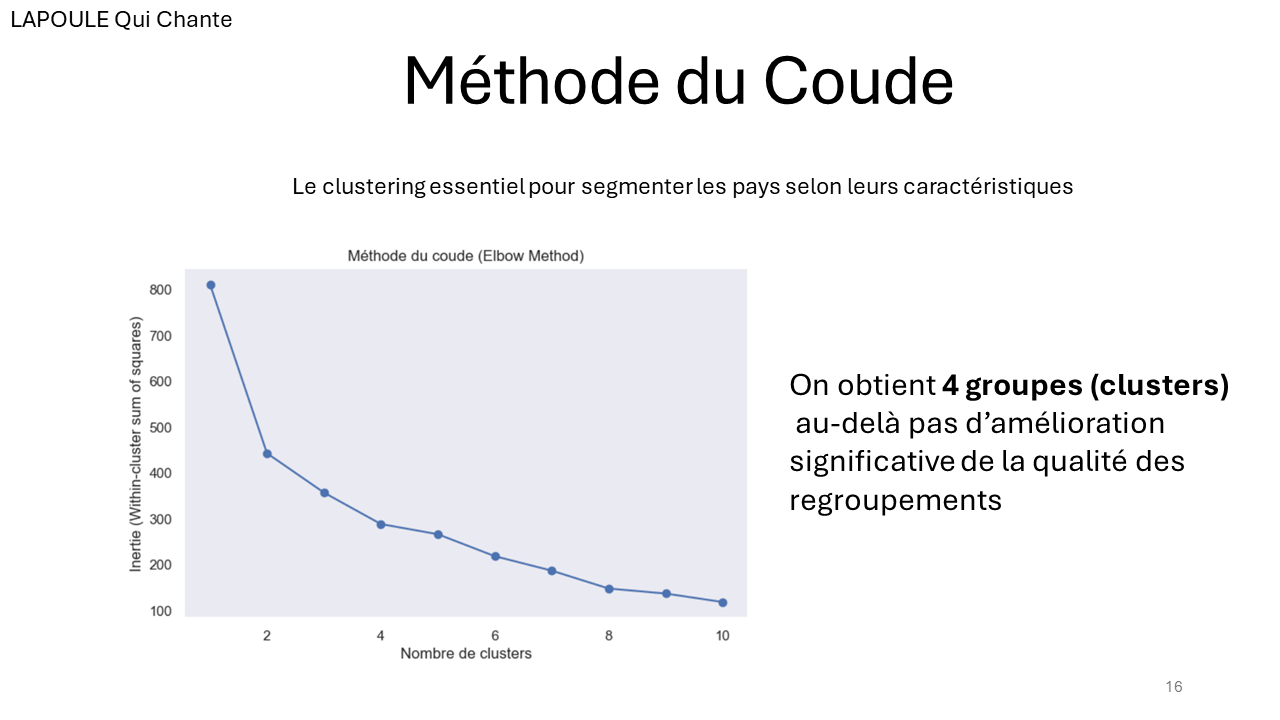 LAPOULE Qui Chante
Méthode du Coude
Le clustering essentiel pour segmenter les pays selon leurs caractéristiques
Méthode du coude (Elbow Method)
Inertie (Within-cluster sum of squares)
800
700
600
500
400
300
200
100
2 4 6 8 10
Nombre de clusters
On obtient 4 groupes (clusters)
au-delà pas d’amélioration
significative de la qualité des
regroupements
16